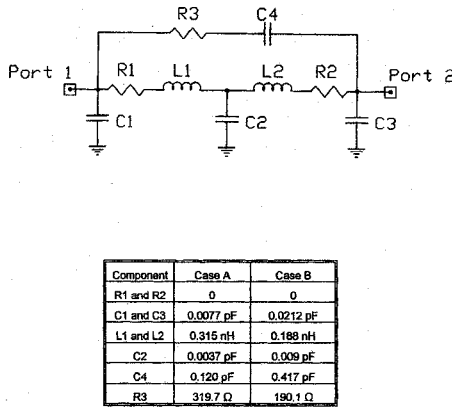 R3 C4
Port 1 R1 L1 L2 R2 Port 2
C1 C2 C3
Component Case A Case B
R1 and R2 0 0
C1 and C3 0.0077 pF 0.0212 pF
L1 and L2 0.315 nH 0.188 nH
C2 0.0037 pF 0.009 pF
C4 0.120 pF 0.417 pF
R3 319.7 Ω 190.1 Ω